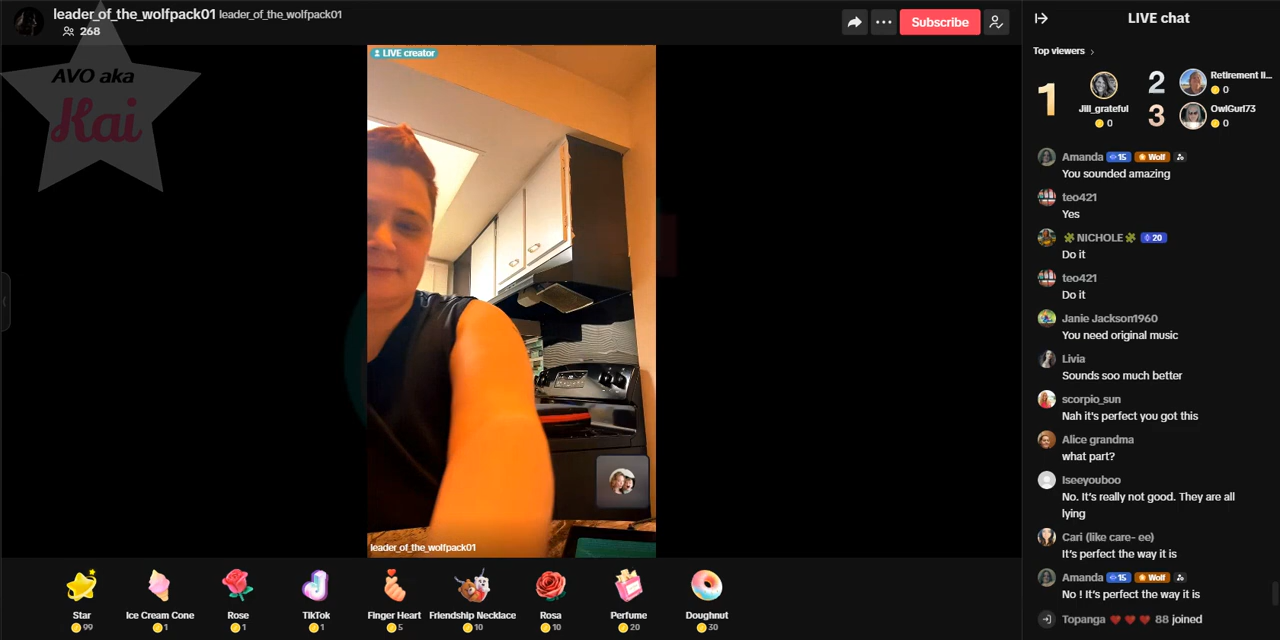 leader_of_the_wolfpack01 leader_of_the_wolfpack01
268
Subscribe
AVO aka
Kai
LIVE creator
leader_of_the_wolfpack01
Star
99
Ice Cream Cone
1
Rose
1
TikTok
1
Finger Heart
5
Friendship Necklace
10
Rosa
10
Perfume
20
Doughnut
30
LIVE chat
Top viewers
1
Jill_grateful
0
2
Retirement li...
0
3
OwlGurl73
0
Amanda 15 Wolf
You sounded amazing
teo421
Yes
NICHOLE 20
Do it
teo421
Do it
Janie Jackson1960
You need original music
Livia
Sounds soo much better
scorpio_sun
Nah it's perfect you got this
Alice grandma
what part?
Iseeyouboo
No. It's really not good. They are all
lying
Cari (like care- ee)
It's perfect the way it is
Amanda 15 Wolf
No ! It's perfect the way it is
Topanga ❤️ ❤️ ❤️ 88 joined